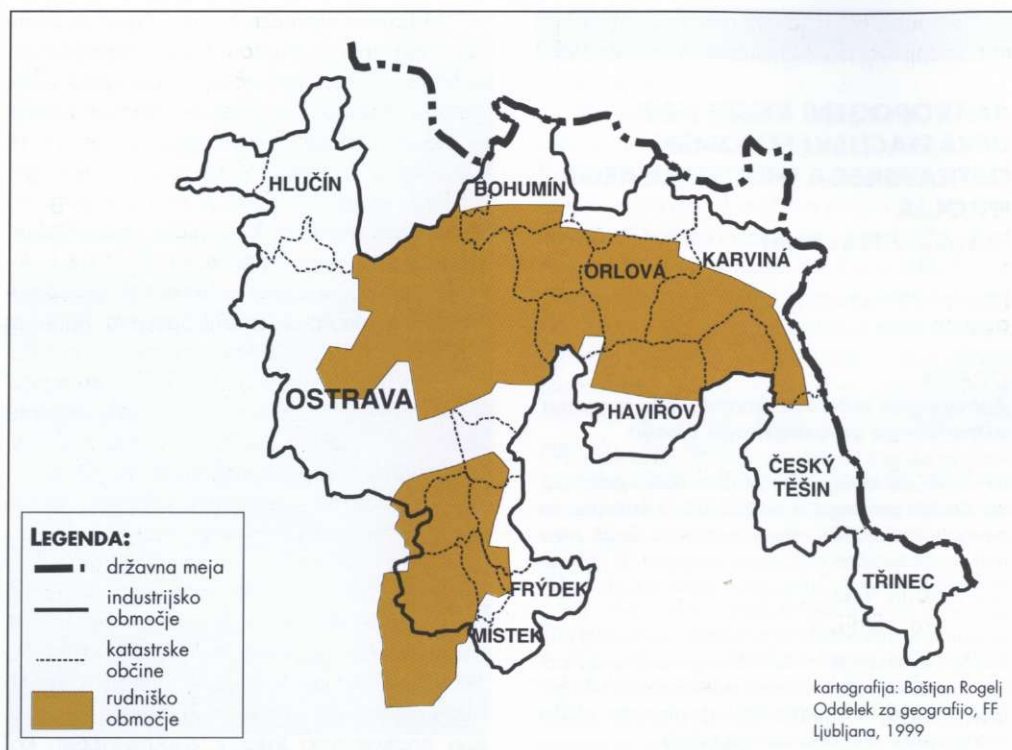 HLUČÍN
BOHUMÍN
ORLOVÁ
KARVINÁ
OSTRAVA
HAVIŘOV
ČESKÝ
TĚŠIN
FRÝDEK
MÍSTEK
TŘINEC
LEGENDA:
državna meja
industrijsko
območje
katastrske
občine
rudniško
območje
kartografija: Boštjan Rogelj
Oddelek za geografijo, FF
Ljubljana, 1999